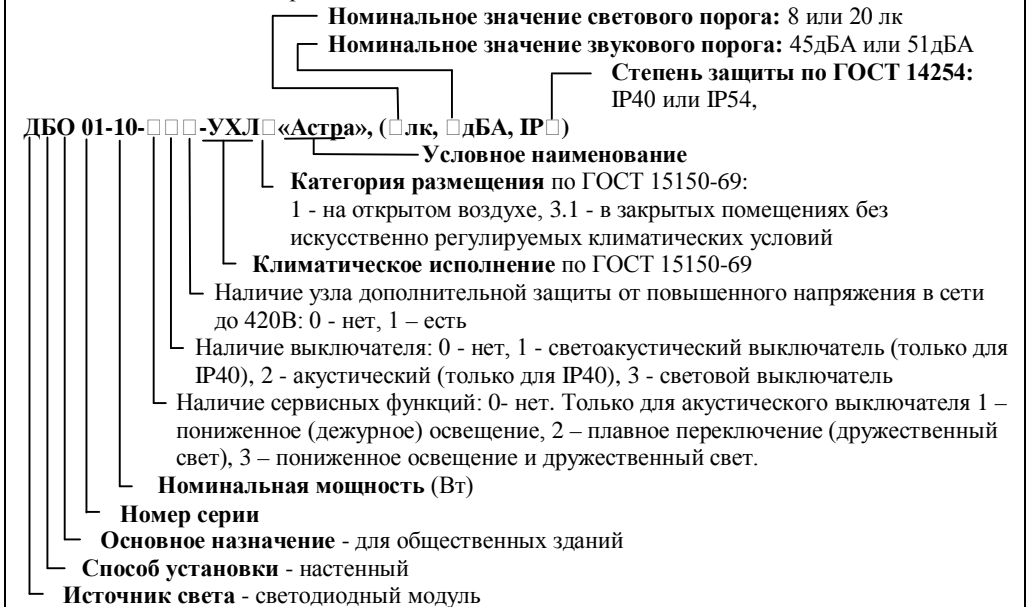 Номинальное значение светового порога: 8 или 20 лк
Номинальное значение звукового порога: 45дБА или 51дБА
Степень защиты по ГОСТ 14254:
IP40 или IP54,
ДБО 01-10-□□□-УХЛ□«Астра», (□лк, □дБА, IP□)
Условное наименование
Категория размещения по ГОСТ 15150-69:
1 - на открытом воздухе, 3.1 - в закрытых помещениях без
искусственно регулируемых климатических условий
Климатическое исполнение по ГОСТ 15150-69
Наличие узла дополнительной защиты от повышенного напряжения в сети
до 420В: 0 - нет, 1 – есть
Наличие выключателя: 0 - нет, 1 - светоакустический выключатель (только для
IP40), 2 - акустический (только для IP40), 3 - световой выключатель
Наличие сервисных функций: 0- нет. Только для акустического выключателя 1 –
пониженное (дежурное) освещение, 2 – плавное переключение (дружественный
свет), 3 – пониженное освещение и дружественный свет.
Номинальная мощность (Вт)
Номер серии
Основное назначение - для общественных зданий
Способ установки - настенный
Источник света - светодиодный модуль